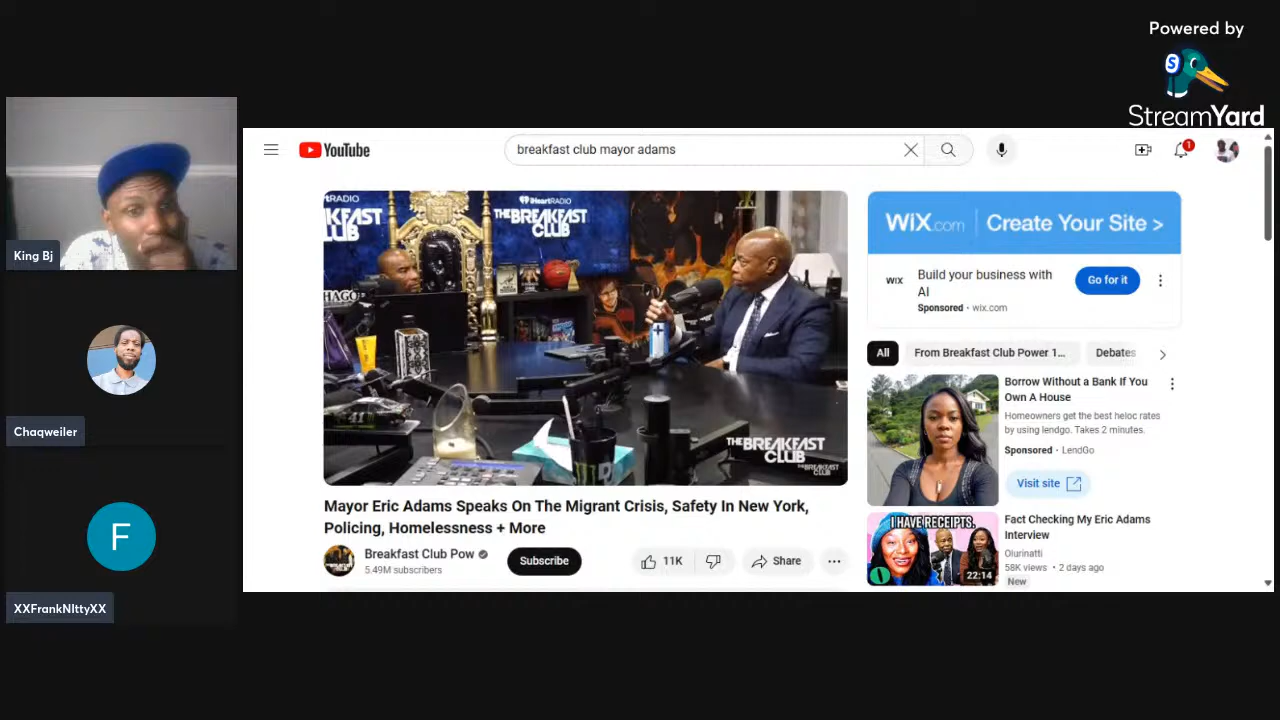 Powered by
StreamYard
King Bj
Chaqweiler
F
XXFrankNIttyXX
YouTube
breakfast club mayor adams
1
iHeartRADIO
THE BREAKFAST
CLUB
THE BREAKFAST
CLUB
THE BREAKFAST
CLUB
Mayor Eric Adams Speaks On The Migrant Crisis, Safety In New York,
Policing, Homelessness + More
Breakfast Club Pow
5.49M subscribers
Subscribe
11K
Share
WiX.com
Create Your Site >
WiX
Build your business with
AI
Sponsored · wix.com
Go for it
All
From Breakfast Club Power 1...
Debates
Borrow Without a Bank If You
Own A House
Homeowners get the best heloc rates
by using lendgo. Takes 2 minutes.
Sponsored · LendGo
Visit site
I HAVE RECEIPTS.
22:14
Fact Checking My Eric Adams
Interview
Olurinatti
58K views · 2 days ago
New